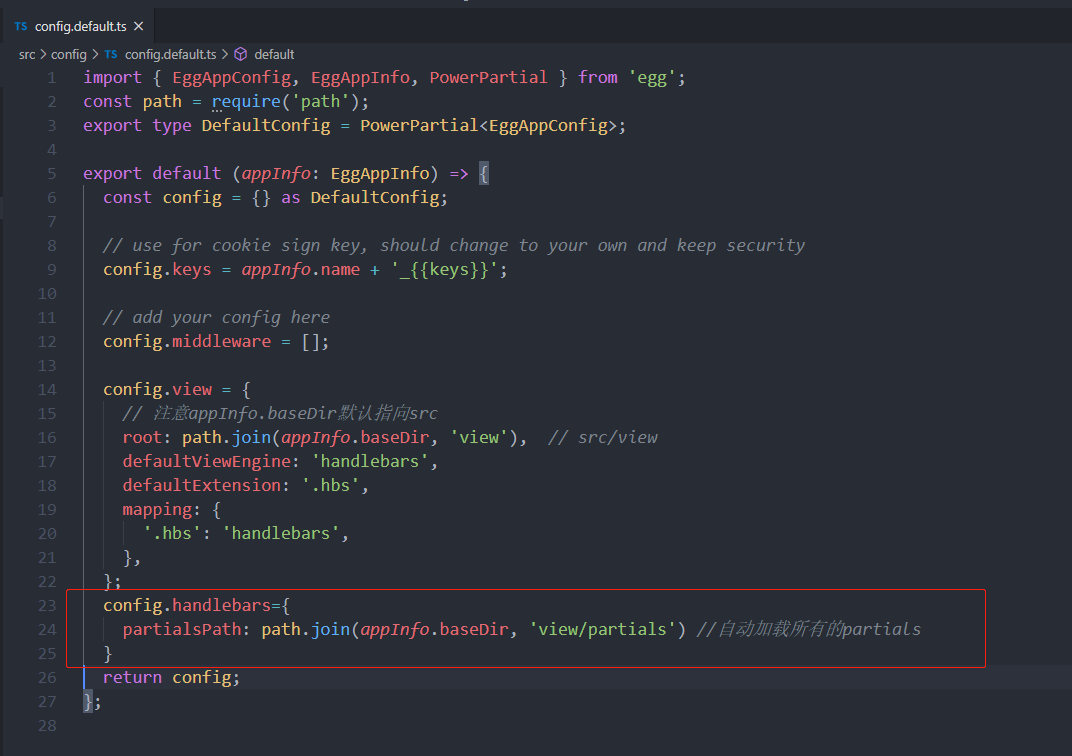 TS config.default.ts ×
src > config > TS config.default.ts > default
1 import { EggAppConfig, EggAppInfo, PowerPartial } from 'egg';
2 const path = require('path');
3 export type DefaultConfig = PowerPartial<EggAppConfig>;
4
5 export default (appInfo: EggAppInfo) => {
6 const config = {} as DefaultConfig;
7
8 // use for cookie sign key, should change to your own and keep security
9 config.keys = appInfo.name + '_{{keys}}';
10
11 // add your config here
12 config.middleware = [];
13
14 config.view = {
15 // 注意appInfo.baseDir默认指向src
16 root: path.join(appInfo.baseDir, 'view'), // src/view
17 defaultViewEngine: 'handlebars',
18 defaultExtension: '.hbs',
19 mapping: {
20 '.hbs': 'handlebars',
21 },
22 };
23 config.handlebars={
24 partialsPath: path.join(appInfo.baseDir, 'view/partials') //自动加载所有的partials
25 }
26 return config;
27 };
28